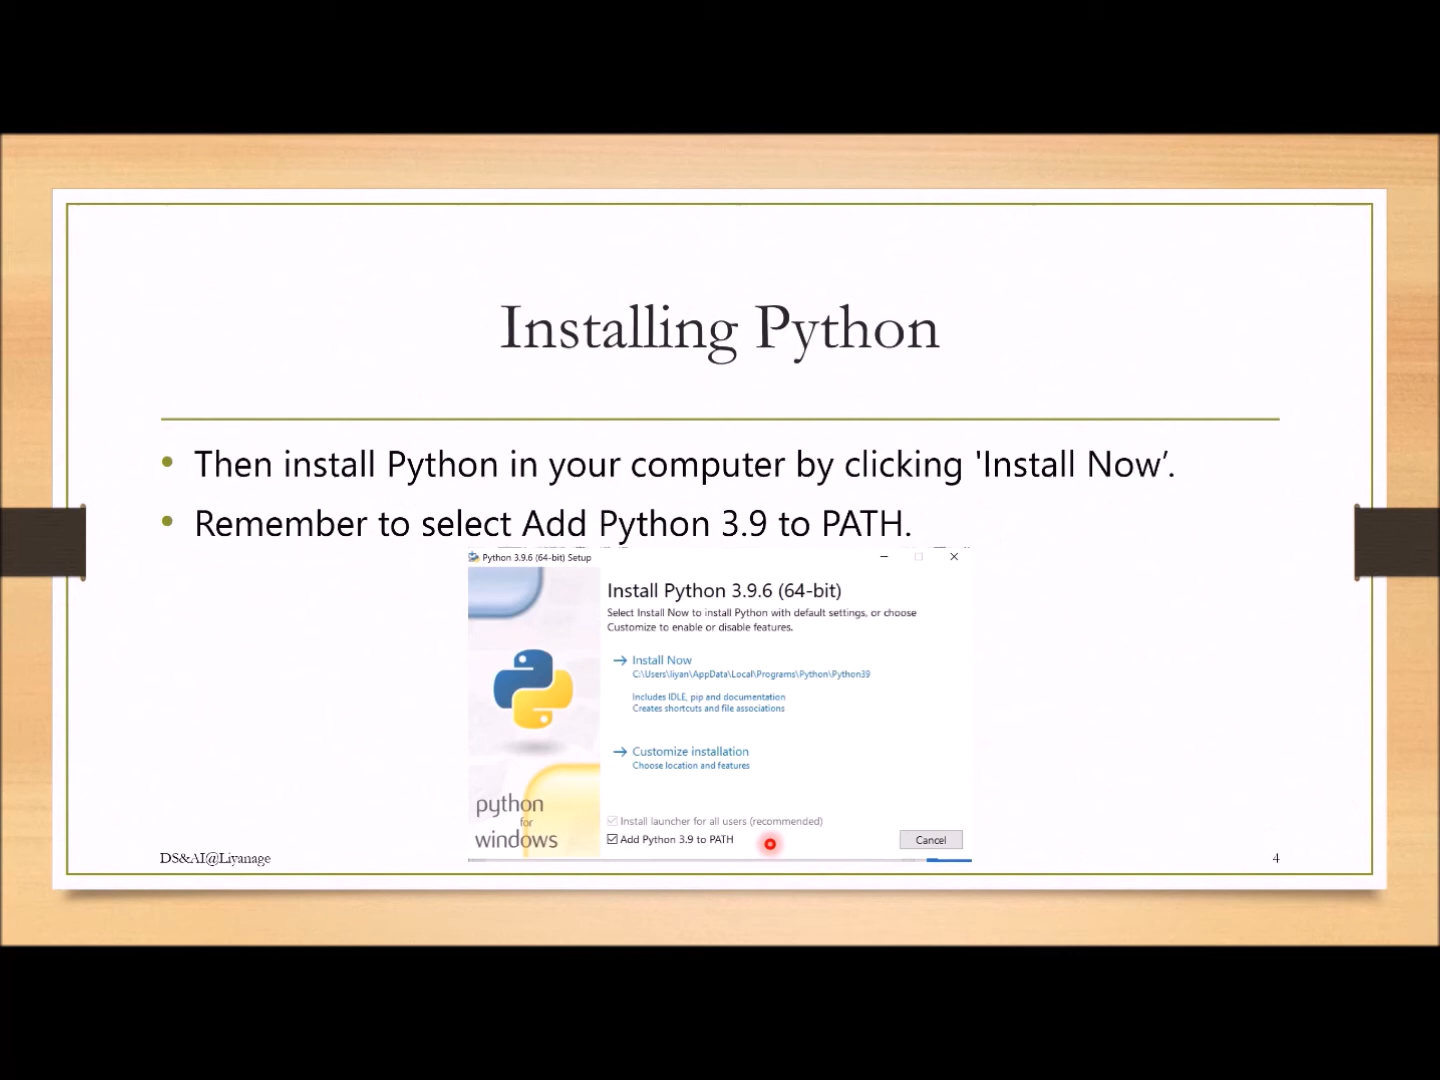 Installing Python
• Then install Python in your computer by clicking 'Install Now’.
• Remember to select Add Python 3.9 to PATH.
Python 3.9.6 (64-bit) Setup
Install Python 3.9.6 (64-bit)
Select Install Now to install Python with default settings, or choose
Customize to enable or disable features.
Install Now
C:\Users\liyan\AppData\Local\Programs\Python\Python39
Includes IDLE, pip and documentation
Creates shortcuts and file associations
Customize installation
Choose location and features
python
for
windows
Install launcher for all users (recommended)
Add Python 3.9 to PATH
Cancel
DS&AI@Liyanage
4